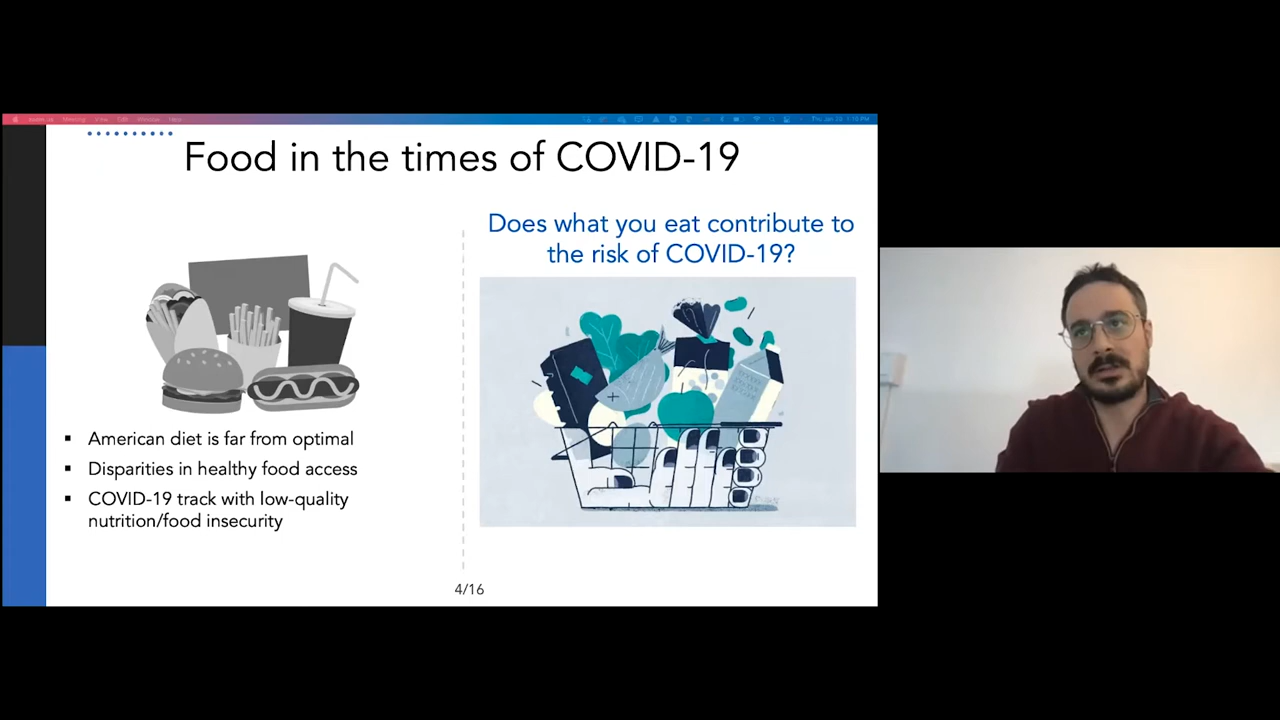 Food in the times of COVID-19
Does what you eat contribute to
the risk of COVID-19?
▪ American diet is far from optimal
▪ Disparities in healthy food access
▪ COVID-19 track with low-quality
nutrition/food insecurity
4/16